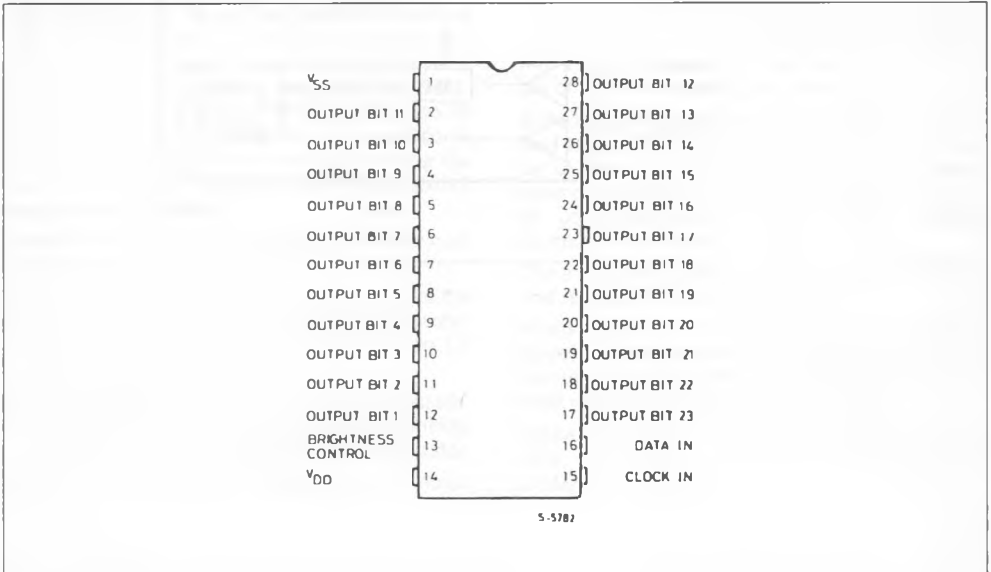 VSS 1 28 OUTPUT BIT 12
OUTPUT BIT 11 2 27 OUTPUT BIT 13
OUTPUT BIT 10 3 26 OUTPUT BIT 14
OUTPUT BIT 9 4 25 OUTPUT BIT 15
OUTPUT BIT 8 5 24 OUTPUT BIT 16
OUTPUT BIT 7 6 23 OUTPUT BIT 17
OUTPUT BIT 6 7 22 OUTPUT BIT 18
OUTPUT BIT 5 8 21 OUTPUT BIT 19
OUTPUT BIT 4 9 20 OUTPUT BIT 20
OUTPUT BIT 3 10 19 OUTPUT BIT 21
OUTPUT BIT 2 11 18 OUTPUT BIT 22
OUTPUT BIT 1 12 17 OUTPUT BIT 23
BRIGHTNESS
CONTROL 13 16 DATA IN
VDD 14 15 CLOCK IN
S-5782